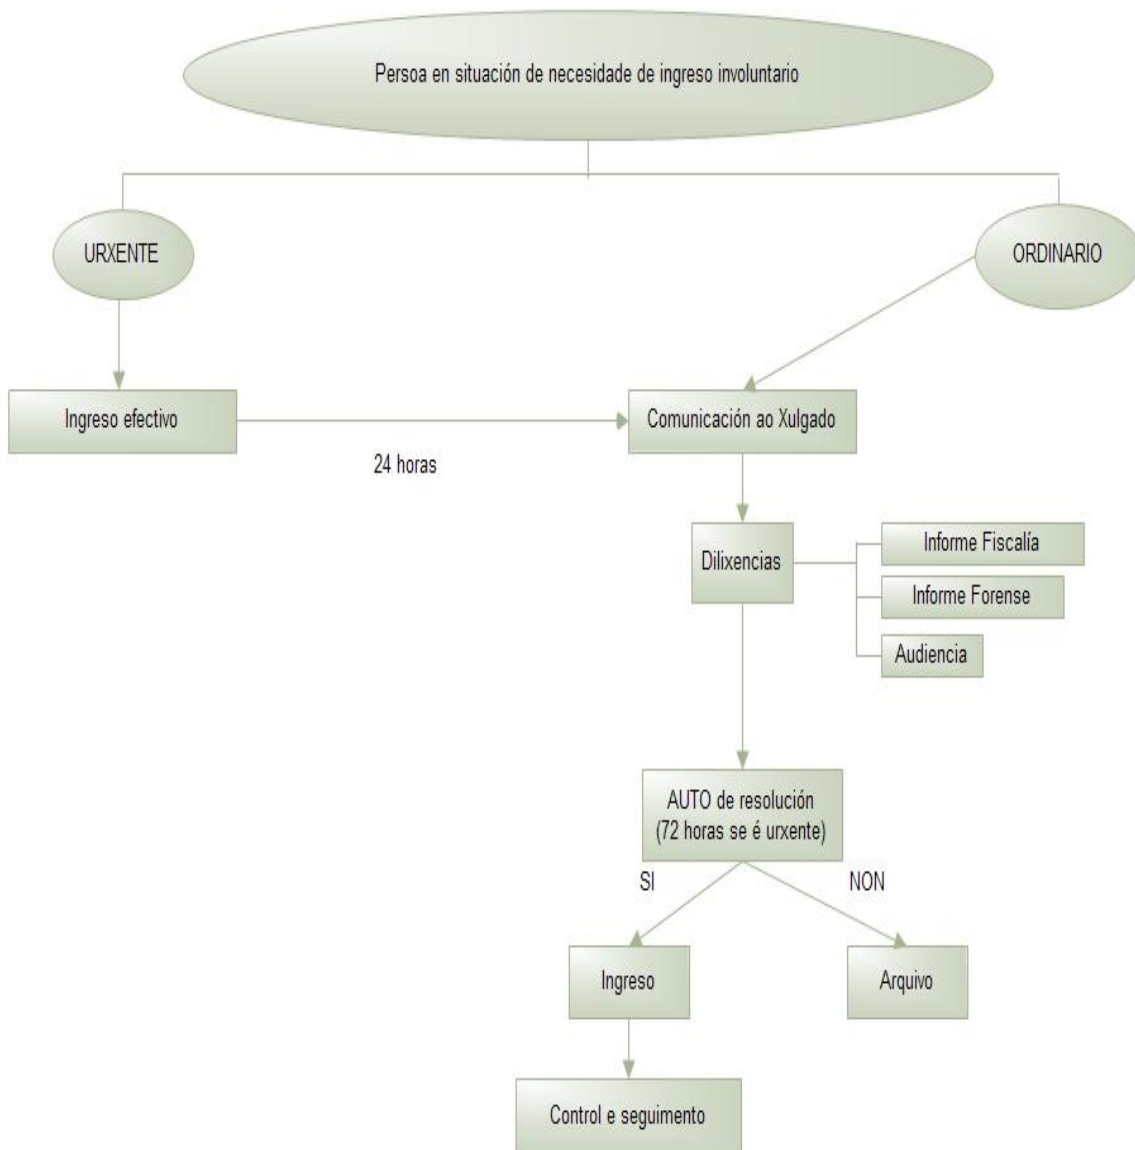 Persoa en situación de necesidade de ingreso involuntario
URXENTE
ORDINARIO
Ingreso efectivo
Comunicación ao Xulgado
24 horas
Dilixencias
Informe Fiscalía
Informe Forense
Audiencia
AUTO de resolución
(72 horas se é urxente)
SI
NON
Ingreso
Arquivo
Control e seguimento